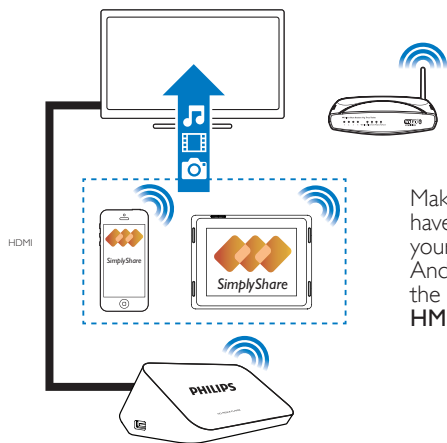 HDMI
SimplyShare
SimplyShare
PHILIPS
Mak
have
your
And
the
HM